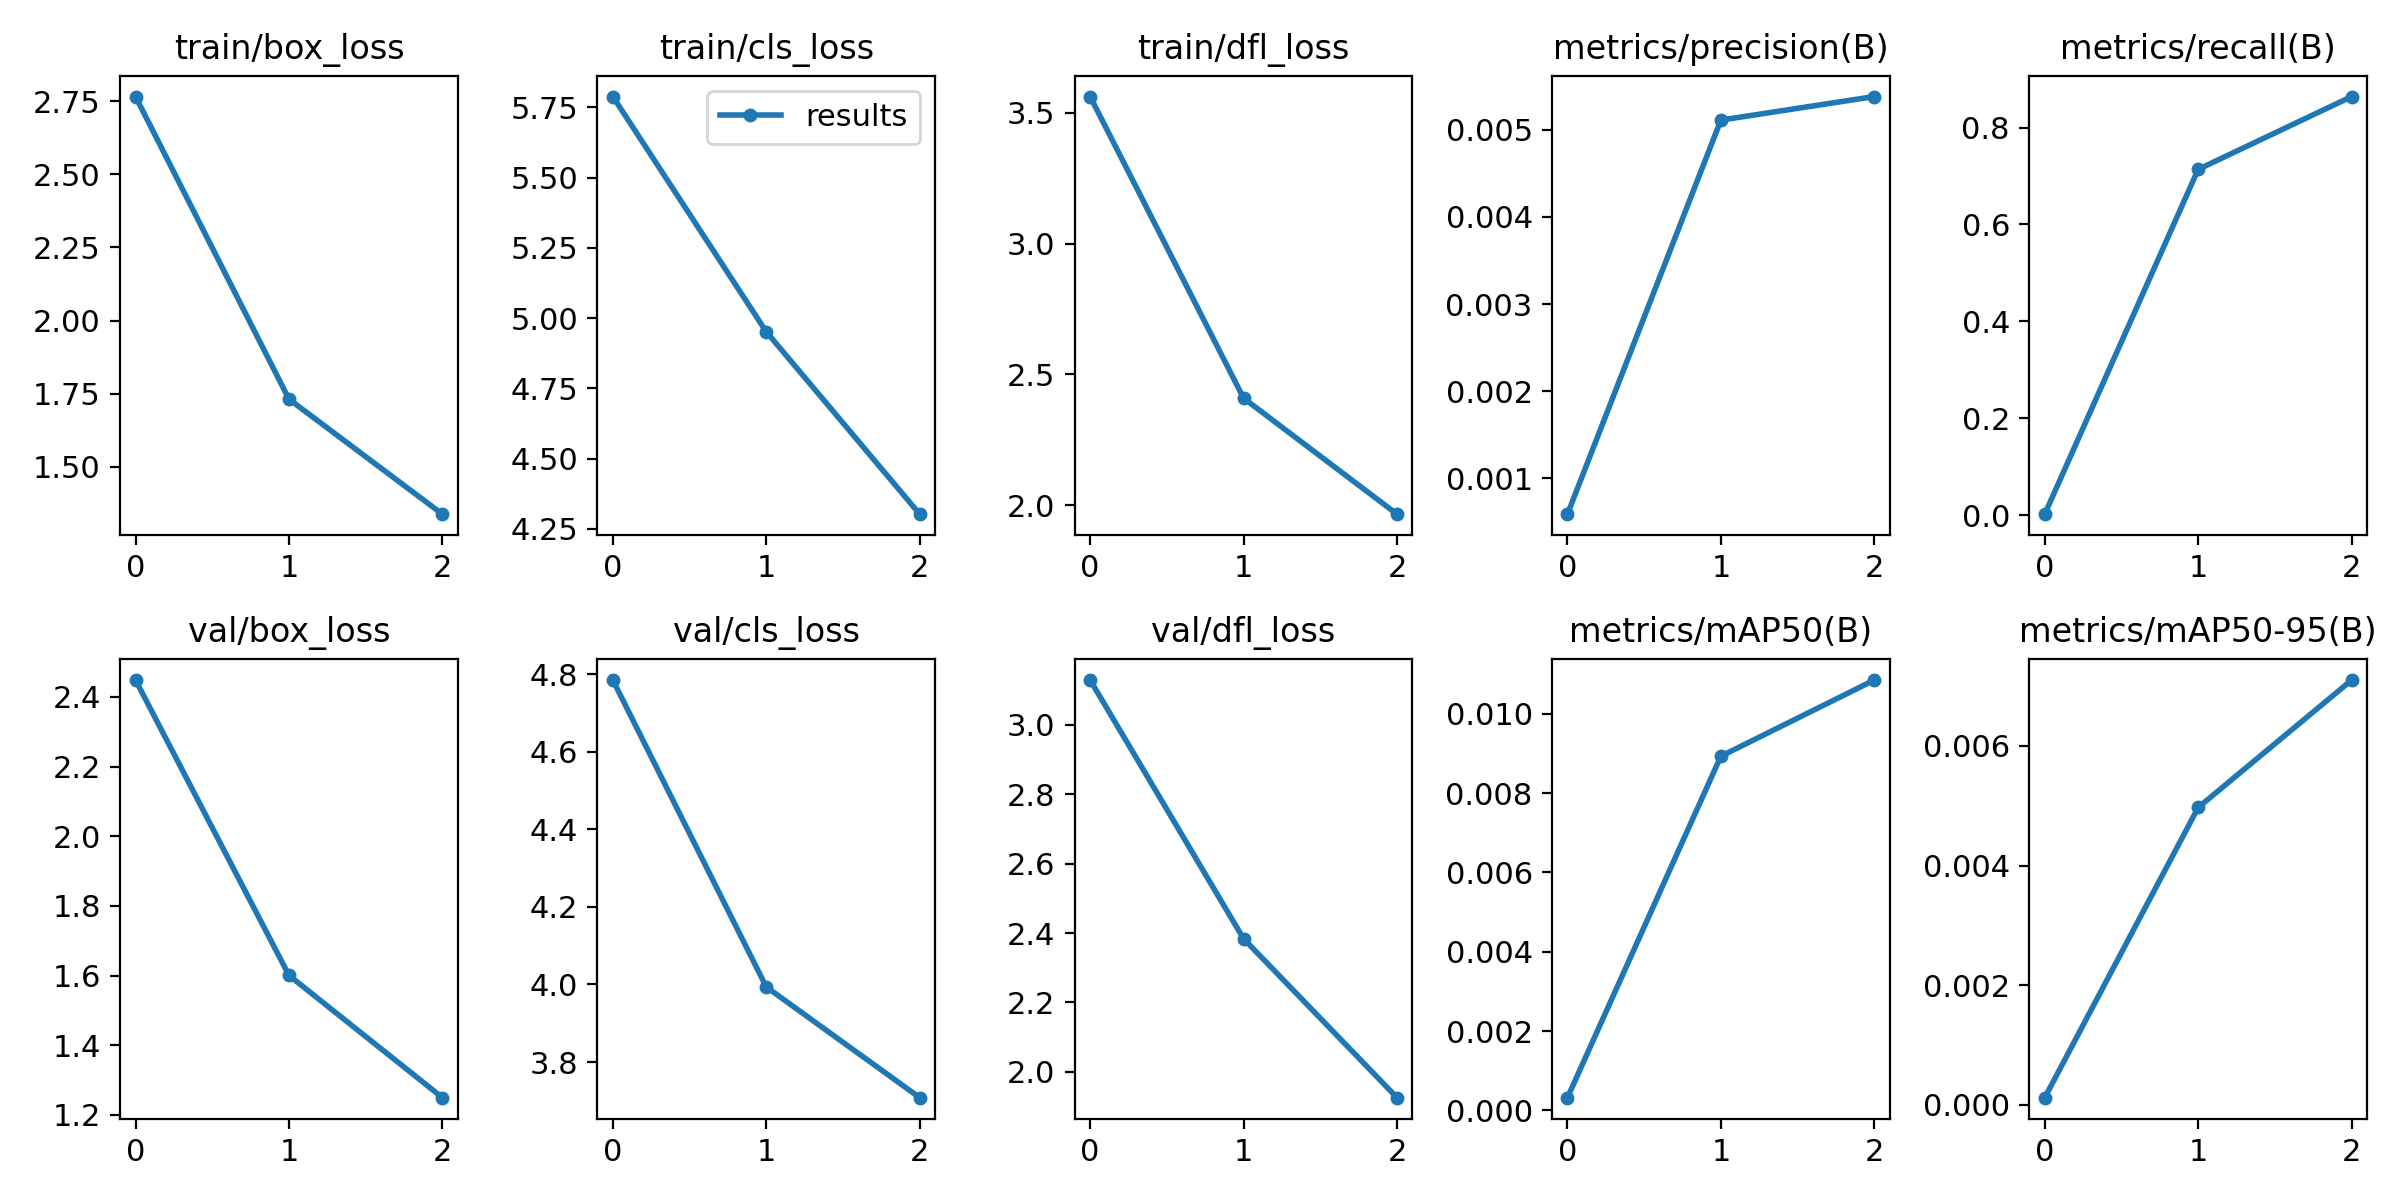 train/box_loss
train/cls_loss
train/dfl_loss
metrics/precision(B)
metrics/recall(B)
2.75
2.50
2.25
2.00
1.75
1.50
0 1 2
results
5.75
5.50
5.25
5.00
4.75
4.50
4.25
0 1 2
3.5
3.0
2.5
2.0
0 1 2
0.005
0.004
0.003
0.002
0.001
0 1 2
0.8
0.6
0.4
0.2
0.0
0 1 2
val/box_loss
val/cls_loss
val/dfl_loss
metrics/mAP50(B)
metrics/mAP50-95(B)
2.4
2.2
2.0
1.8
1.6
1.4
1.2
0 1 2
4.8
4.6
4.4
4.2
4.0
3.8
0 1 2
3.0
2.8
2.6
2.4
2.2
2.0
0 1 2
0.010
0.008
0.006
0.004
0.002
0.000
0 1 2
0.006
0.004
0.002
0.000
0 1 2